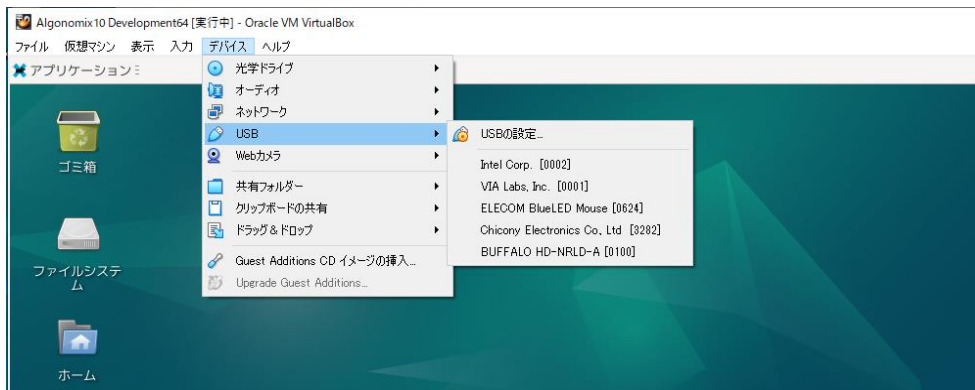 Algonomix10 Development64 [実行中] - Oracle VM VirtualBox
ファイル 仮想マシン 表示 入力 デバイス ヘルプ
アプリケーション
光学ドライブ
オーディオ
ネットワーク
USB
Webカメラ
共有フォルダー
クリップボードの共有
ドラッグ＆ドロップ
Guest Additions CD イメージの挿入...
Upgrade Guest Additions...
USBの設定...
Intel Corp. [0002]
VIA Labs, Inc. [0001]
ELECOM BlueLED Mouse [0624]
Chicony Electronics Co., Ltd [3282]
BUFFALO HD-NRLD-A [0100]
ゴミ箱
ファイルシステ
ム
ホーム